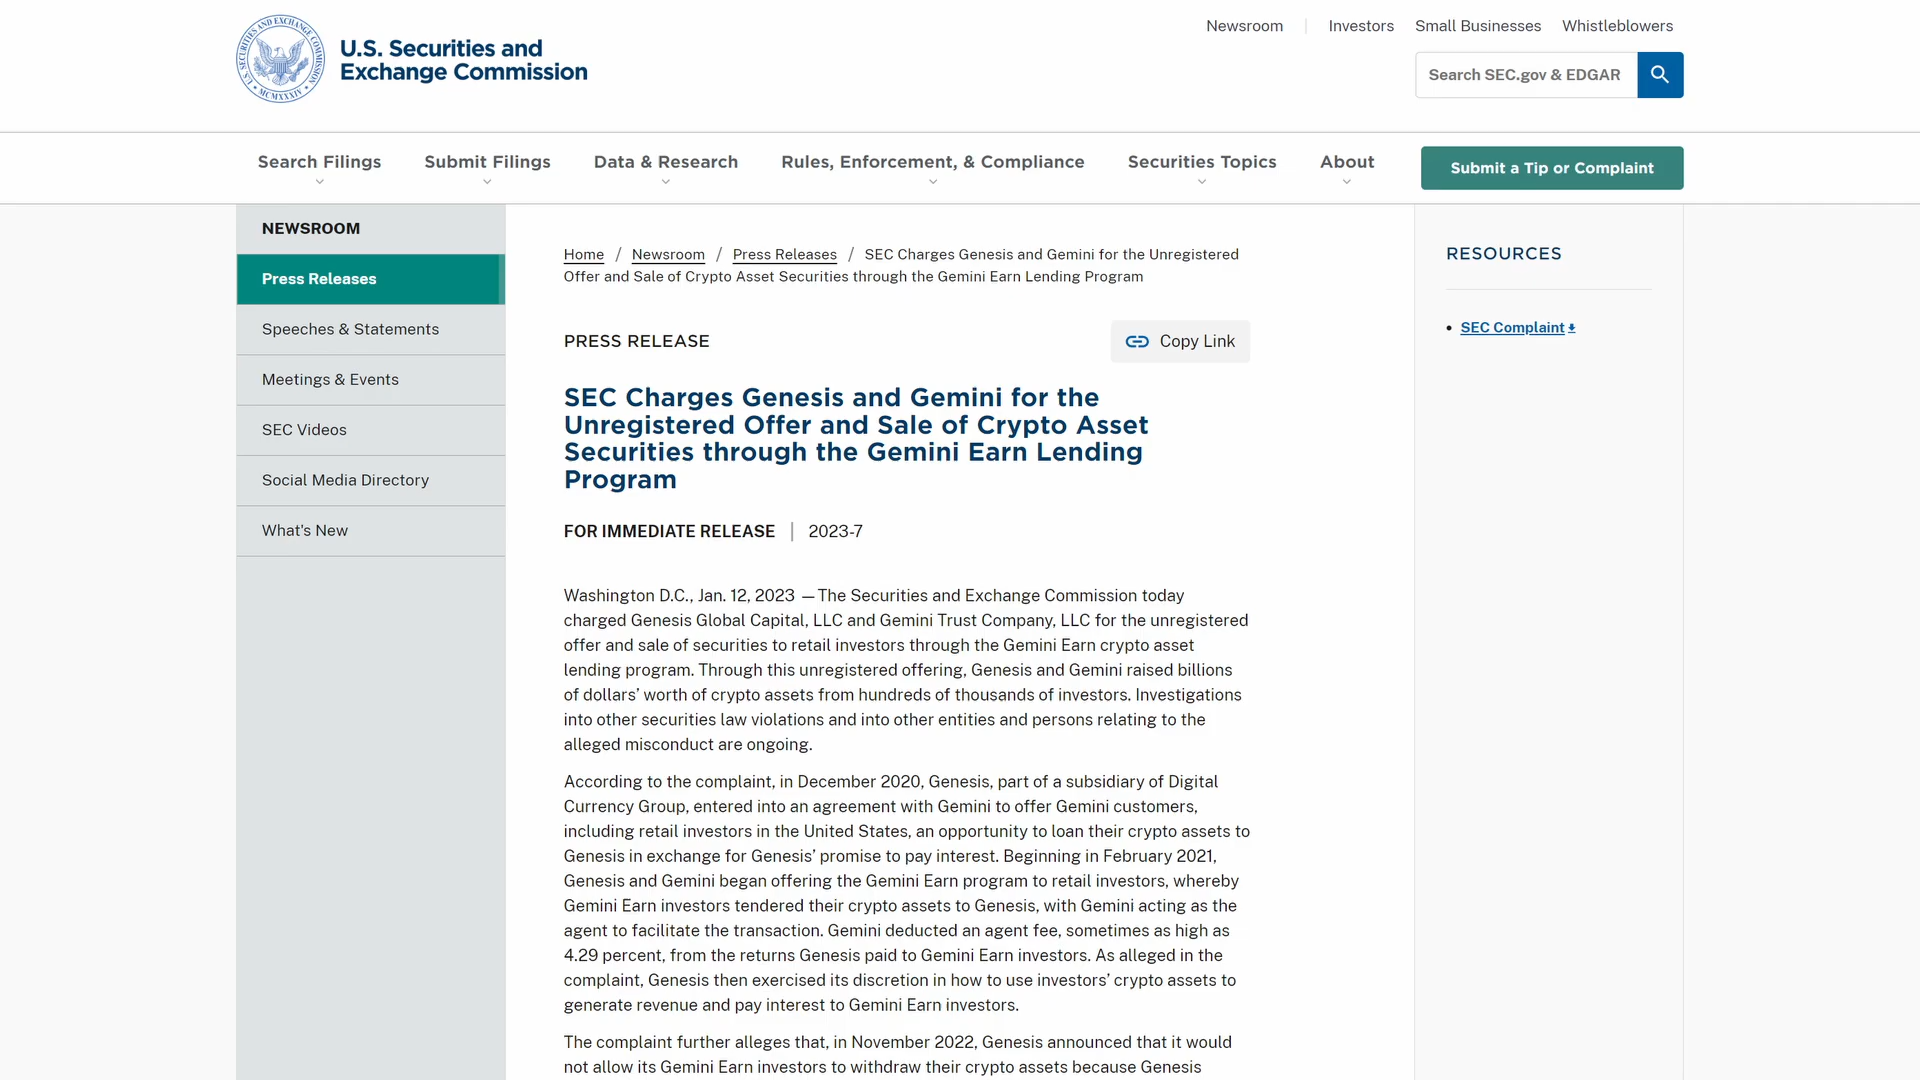 U.S. Securities and
Exchange Commission
SECURITIES AND EXCHANGE COMMISSION
MCMXXXIV
Newsroom
Investors
Small Businesses
Whistleblowers
Search SEC.gov & EDGAR
Search Filings
Submit Filings
Data & Research
Rules, Enforcement, & Compliance
Securities Topics
About
Submit a Tip or Complaint
NEWSROOM
Press Releases
Speeches & Statements
Meetings & Events
SEC Videos
Social Media Directory
What's New
Home / Newsroom / Press Releases / SEC Charges Genesis and Gemini for the Unregistered
Offer and Sale of Crypto Asset Securities through the Gemini Earn Lending Program
PRESS RELEASE
Copy Link
SEC Charges Genesis and Gemini for the
Unregistered Offer and Sale of Crypto Asset
Securities through the Gemini Earn Lending
Program
FOR IMMEDIATE RELEASE | 2023-7
Washington D.C., Jan. 12, 2023 —The Securities and Exchange Commission today
charged Genesis Global Capital, LLC and Gemini Trust Company, LLC for the unregistered
offer and sale of securities to retail investors through the Gemini Earn crypto asset
lending program. Through this unregistered offering, Genesis and Gemini raised billions
of dollars’ worth of crypto assets from hundreds of thousands of investors. Investigations
into other securities law violations and into other entities and persons relating to the
alleged misconduct are ongoing.
According to the complaint, in December 2020, Genesis, part of a subsidiary of Digital
Currency Group, entered into an agreement with Gemini to offer Gemini customers,
including retail investors in the United States, an opportunity to loan their crypto assets to
Genesis in exchange for Genesis’ promise to pay interest. Beginning in February 2021,
Genesis and Gemini began offering the Gemini Earn program to retail investors, whereby
Gemini Earn investors tendered their crypto assets to Genesis, with Gemini acting as the
agent to facilitate the transaction. Gemini deducted an agent fee, sometimes as high as
4.29 percent, from the returns Genesis paid to Gemini Earn investors. As alleged in the
complaint, Genesis then exercised its discretion in how to use investors’ crypto assets to
generate revenue and pay interest to Gemini Earn investors.
The complaint further alleges that, in November 2022, Genesis announced that it would
not allow its Gemini Earn investors to withdraw their crypto assets because Genesis
RESOURCES
• SEC Complaint